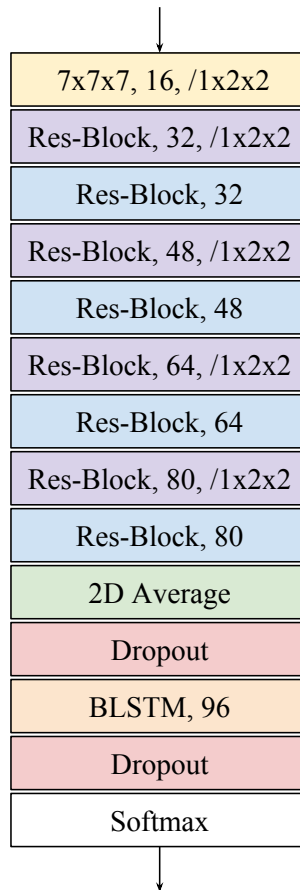 7x7x7, 16, /1x2x2
Res-Block, 32, /1x2x2
Res-Block, 32
Res-Block, 48, /1x2x2
Res-Block, 48
Res-Block, 64, /1x2x2
Res-Block, 64
Res-Block, 80, /1x2x2
Res-Block, 80
2D Average
Dropout
BLSTM, 96
Dropout
Softmax